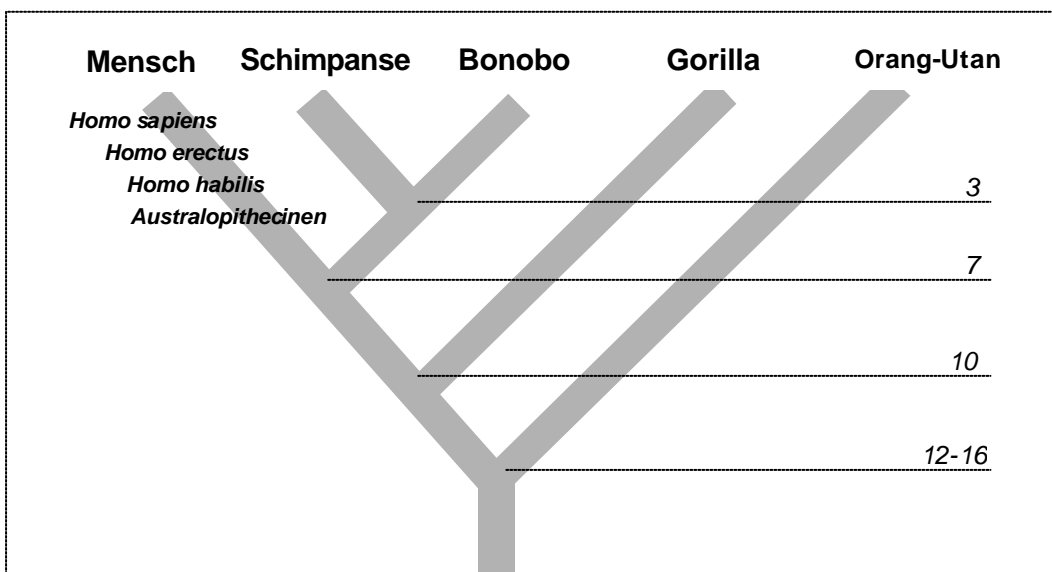 Mensch Schimpanse Bonobo Gorilla Orang-Utan
Homo sapiens
Homo erectus
Homo habilis
Australopithecinen
3
7
10
12-16